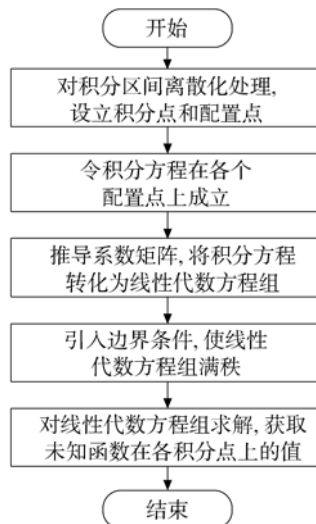 开始
对积分区间离散化处理,
设立积分点和配置点
令积分方程在各个
配置点上成立
推导系数矩阵,将积分方程
转化为线性代数方程组
引入边界条件,使线性
代数方程组满秩
对线性代数方程组求解,获取
未知函数在各积分点上的值
结束